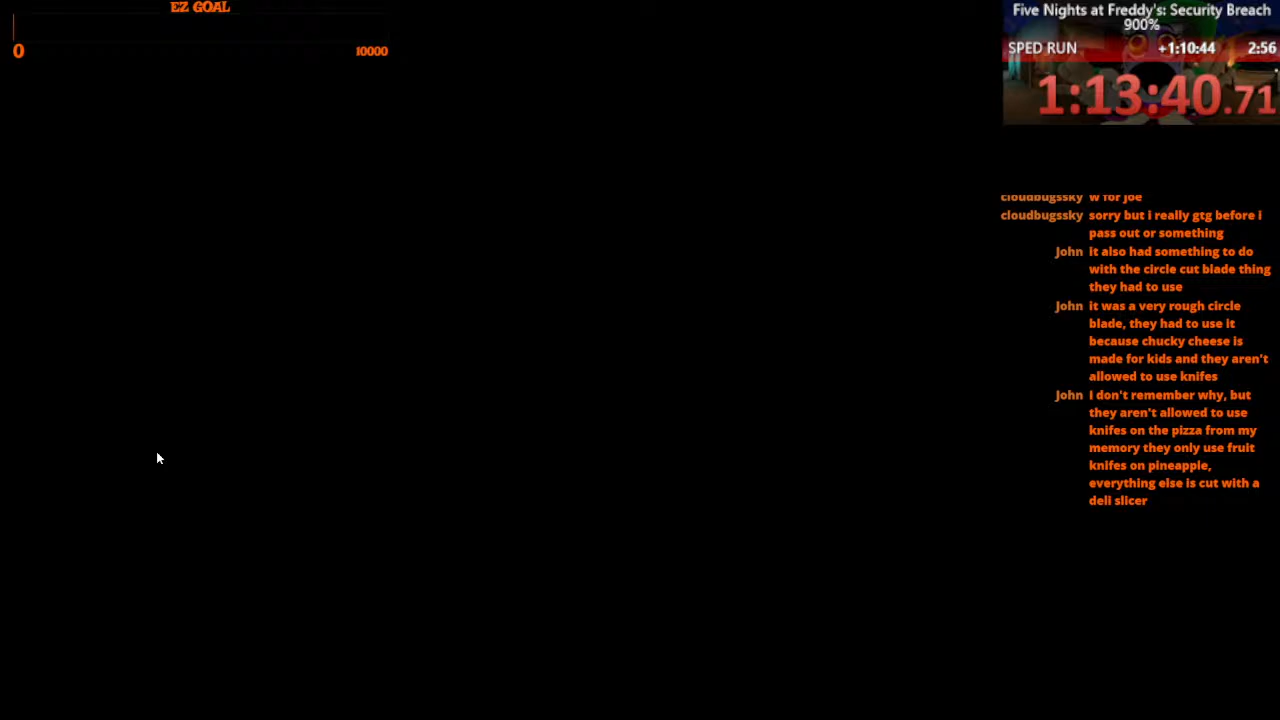 EZ GOAL
0
10000
Five Nights at Freddy's: Security Breach
900%
SPED RUN +1:10:44 2:56
1:13:40.71
cloudbugssky w for joe
cloudbugssky sorry but i really gtg before i
pass out or something
John it also had something to do
with the circle cut blade thing
they had to use
John it was a very rough circle
blade, they had to use it
because chucky cheese is
made for kids and they aren't
allowed to use knifes
John I don't remember why, but
they aren't allowed to use
knifes on the pizza from my
memory they only use fruit
knifes on pineapple,
everything else is cut with a
deli slicer